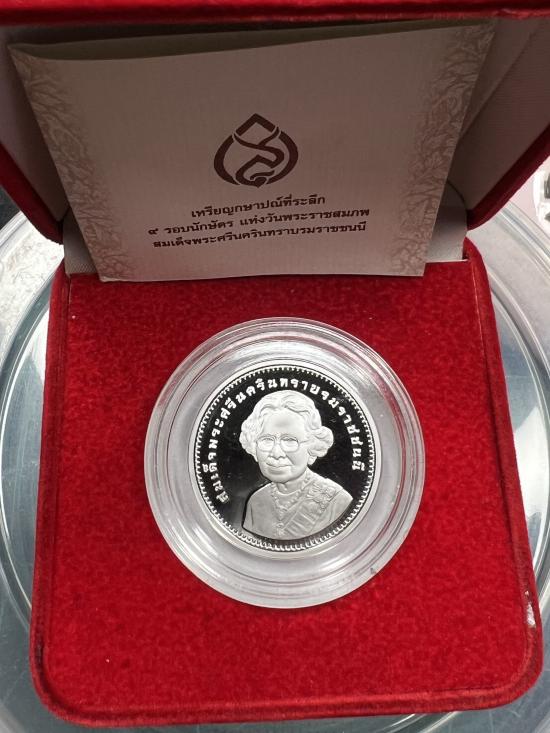 เหรียญกษาปณ์ที่ระลึก
๙ รอบนักษัตร แห่งวันพระราชสมภพ
สมเด็จพระศรีนครินทราบรมราชชนนี
สมเด็จพระศรีนครินทราบรมราชชนนี